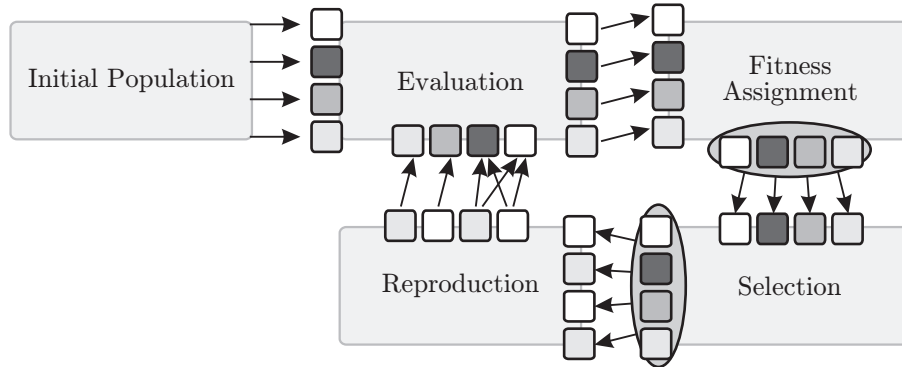 Initial Population
Evaluation
Fitness
Assignment
Reproduction
Selection